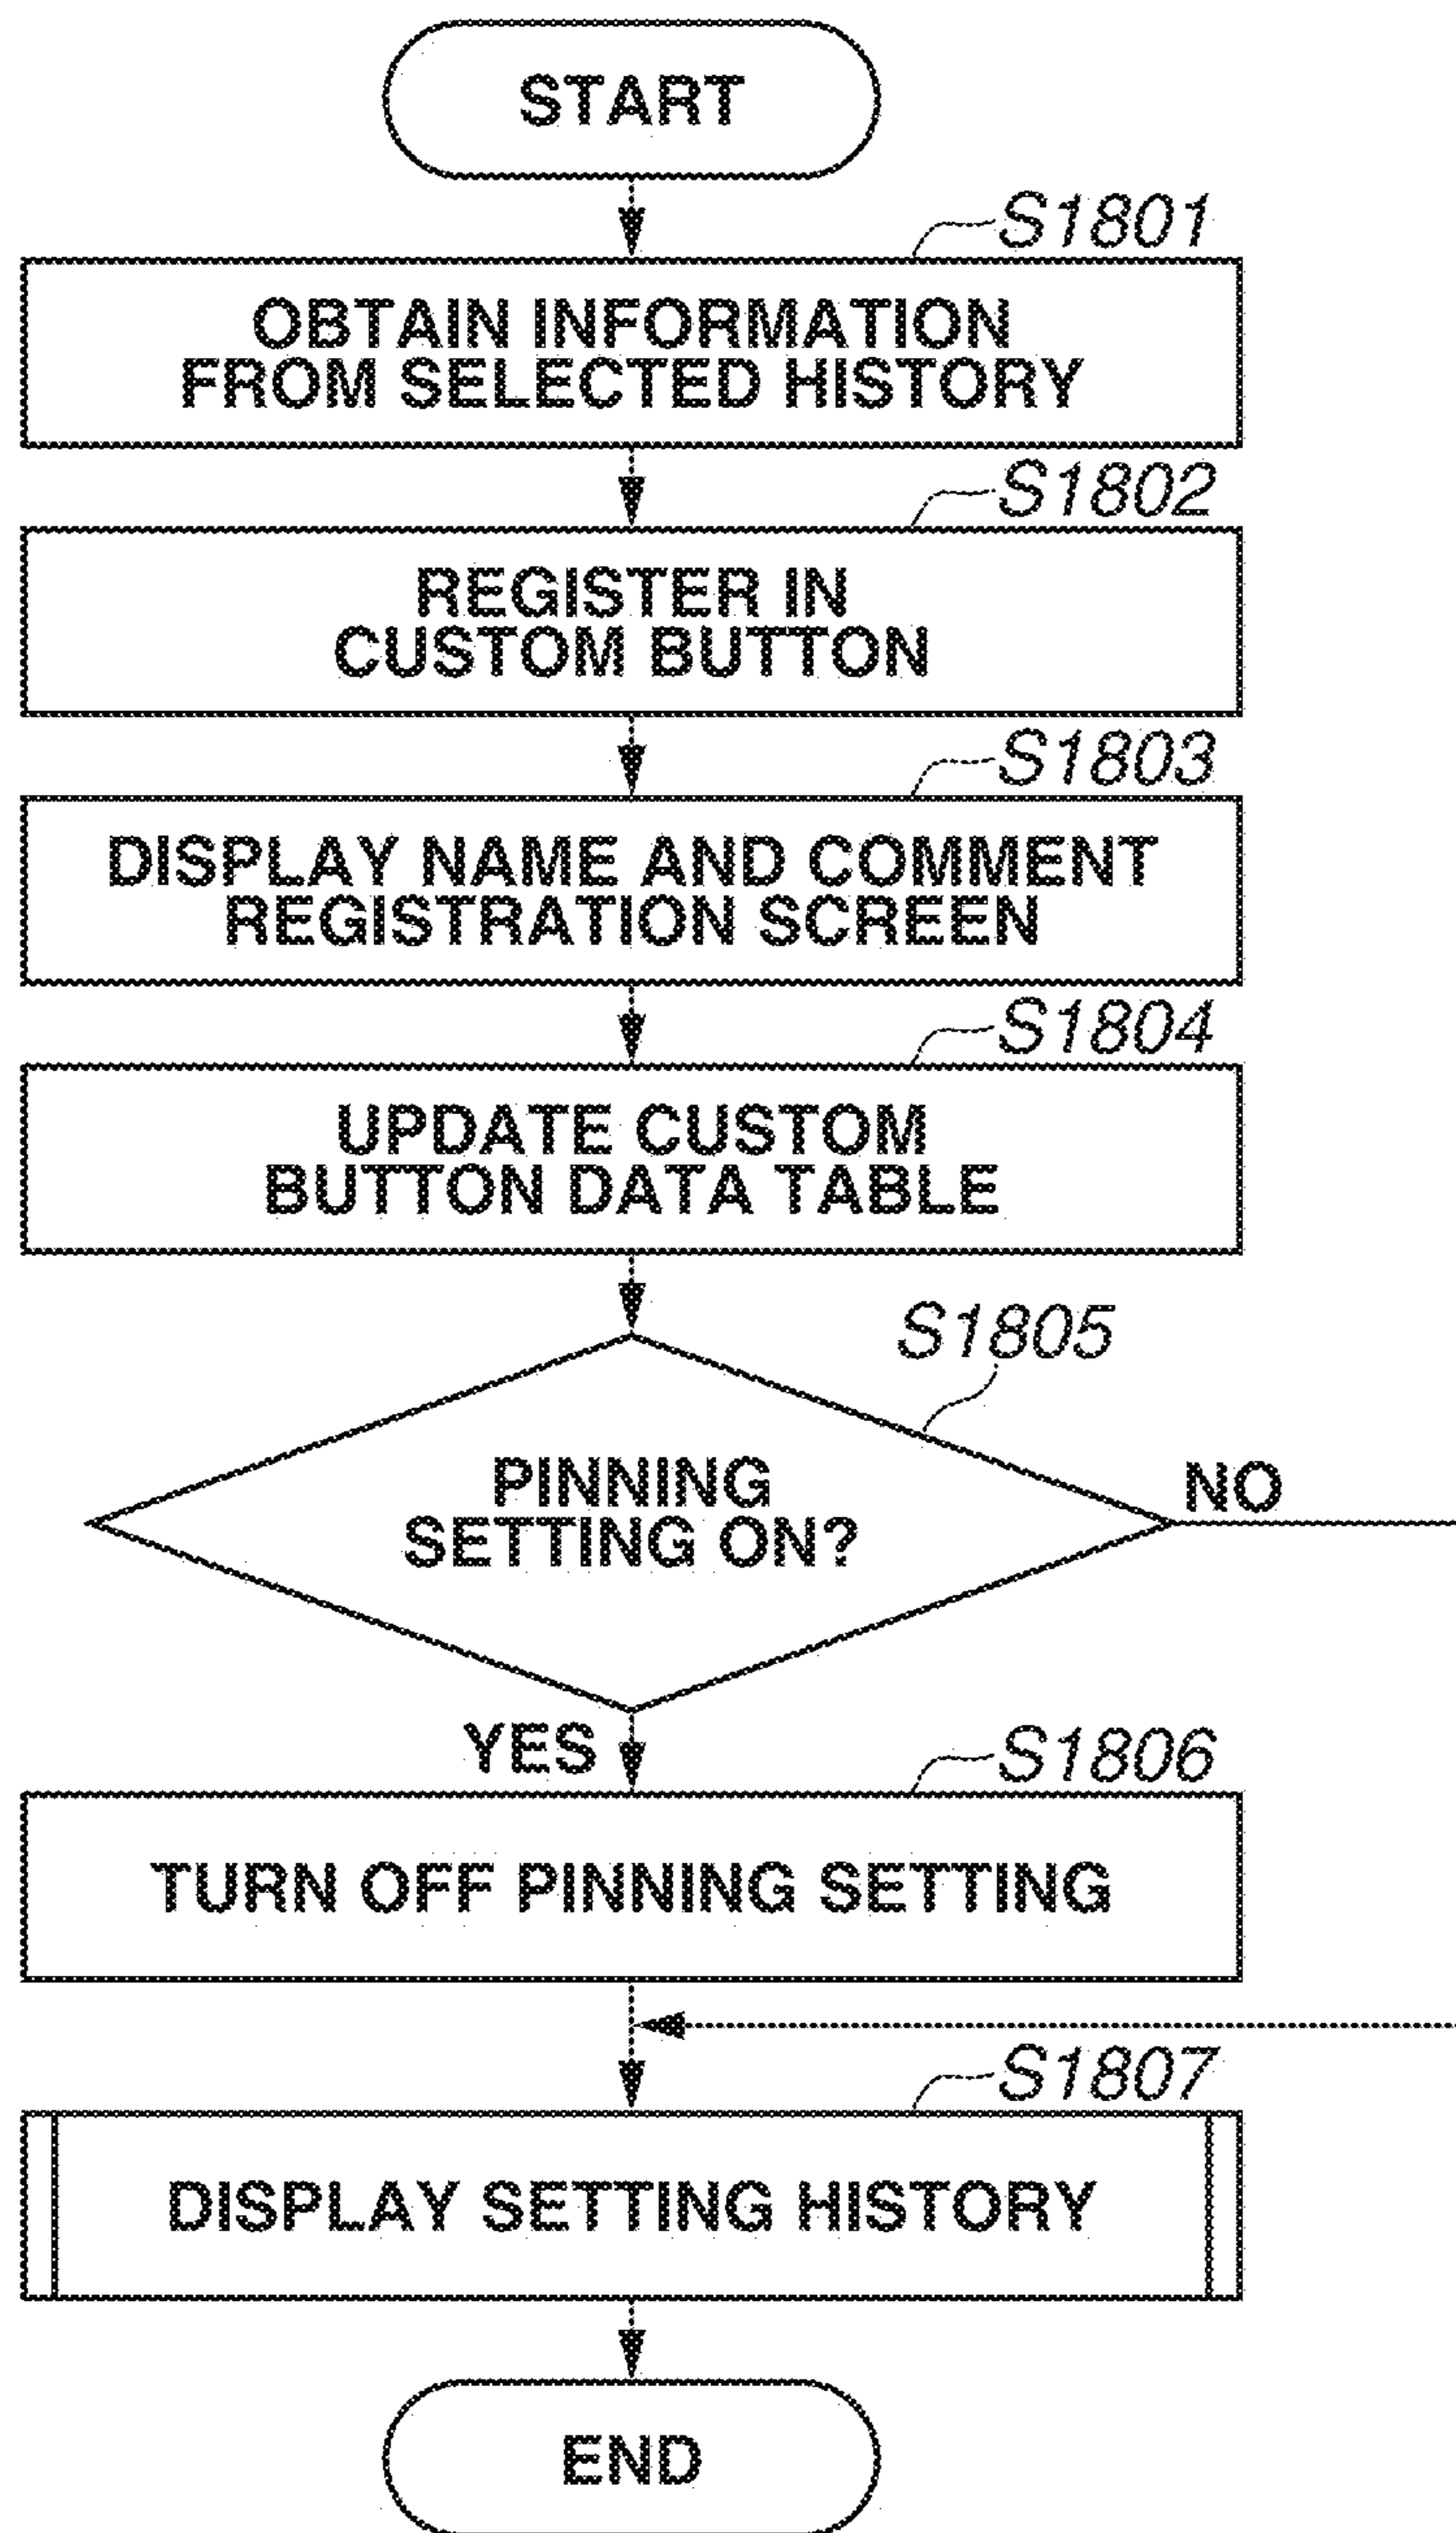 START
S1801
OBTAIN INFORMATION
FROM SELECTED HISTORY
S1802
REGISTER IN
CUSTOM BUTTON
S1803
DISPLAY NAME AND COMMENT
REGISTRATION SCREEN
S1804
UPDATE CUSTOM
BUTTON DATA TABLE
S1805
PINNING
SETTING ON?
NO
YES
S1806
TURN OFF PINNING SETTING
S1807
DISPLAY SETTING HISTORY
END